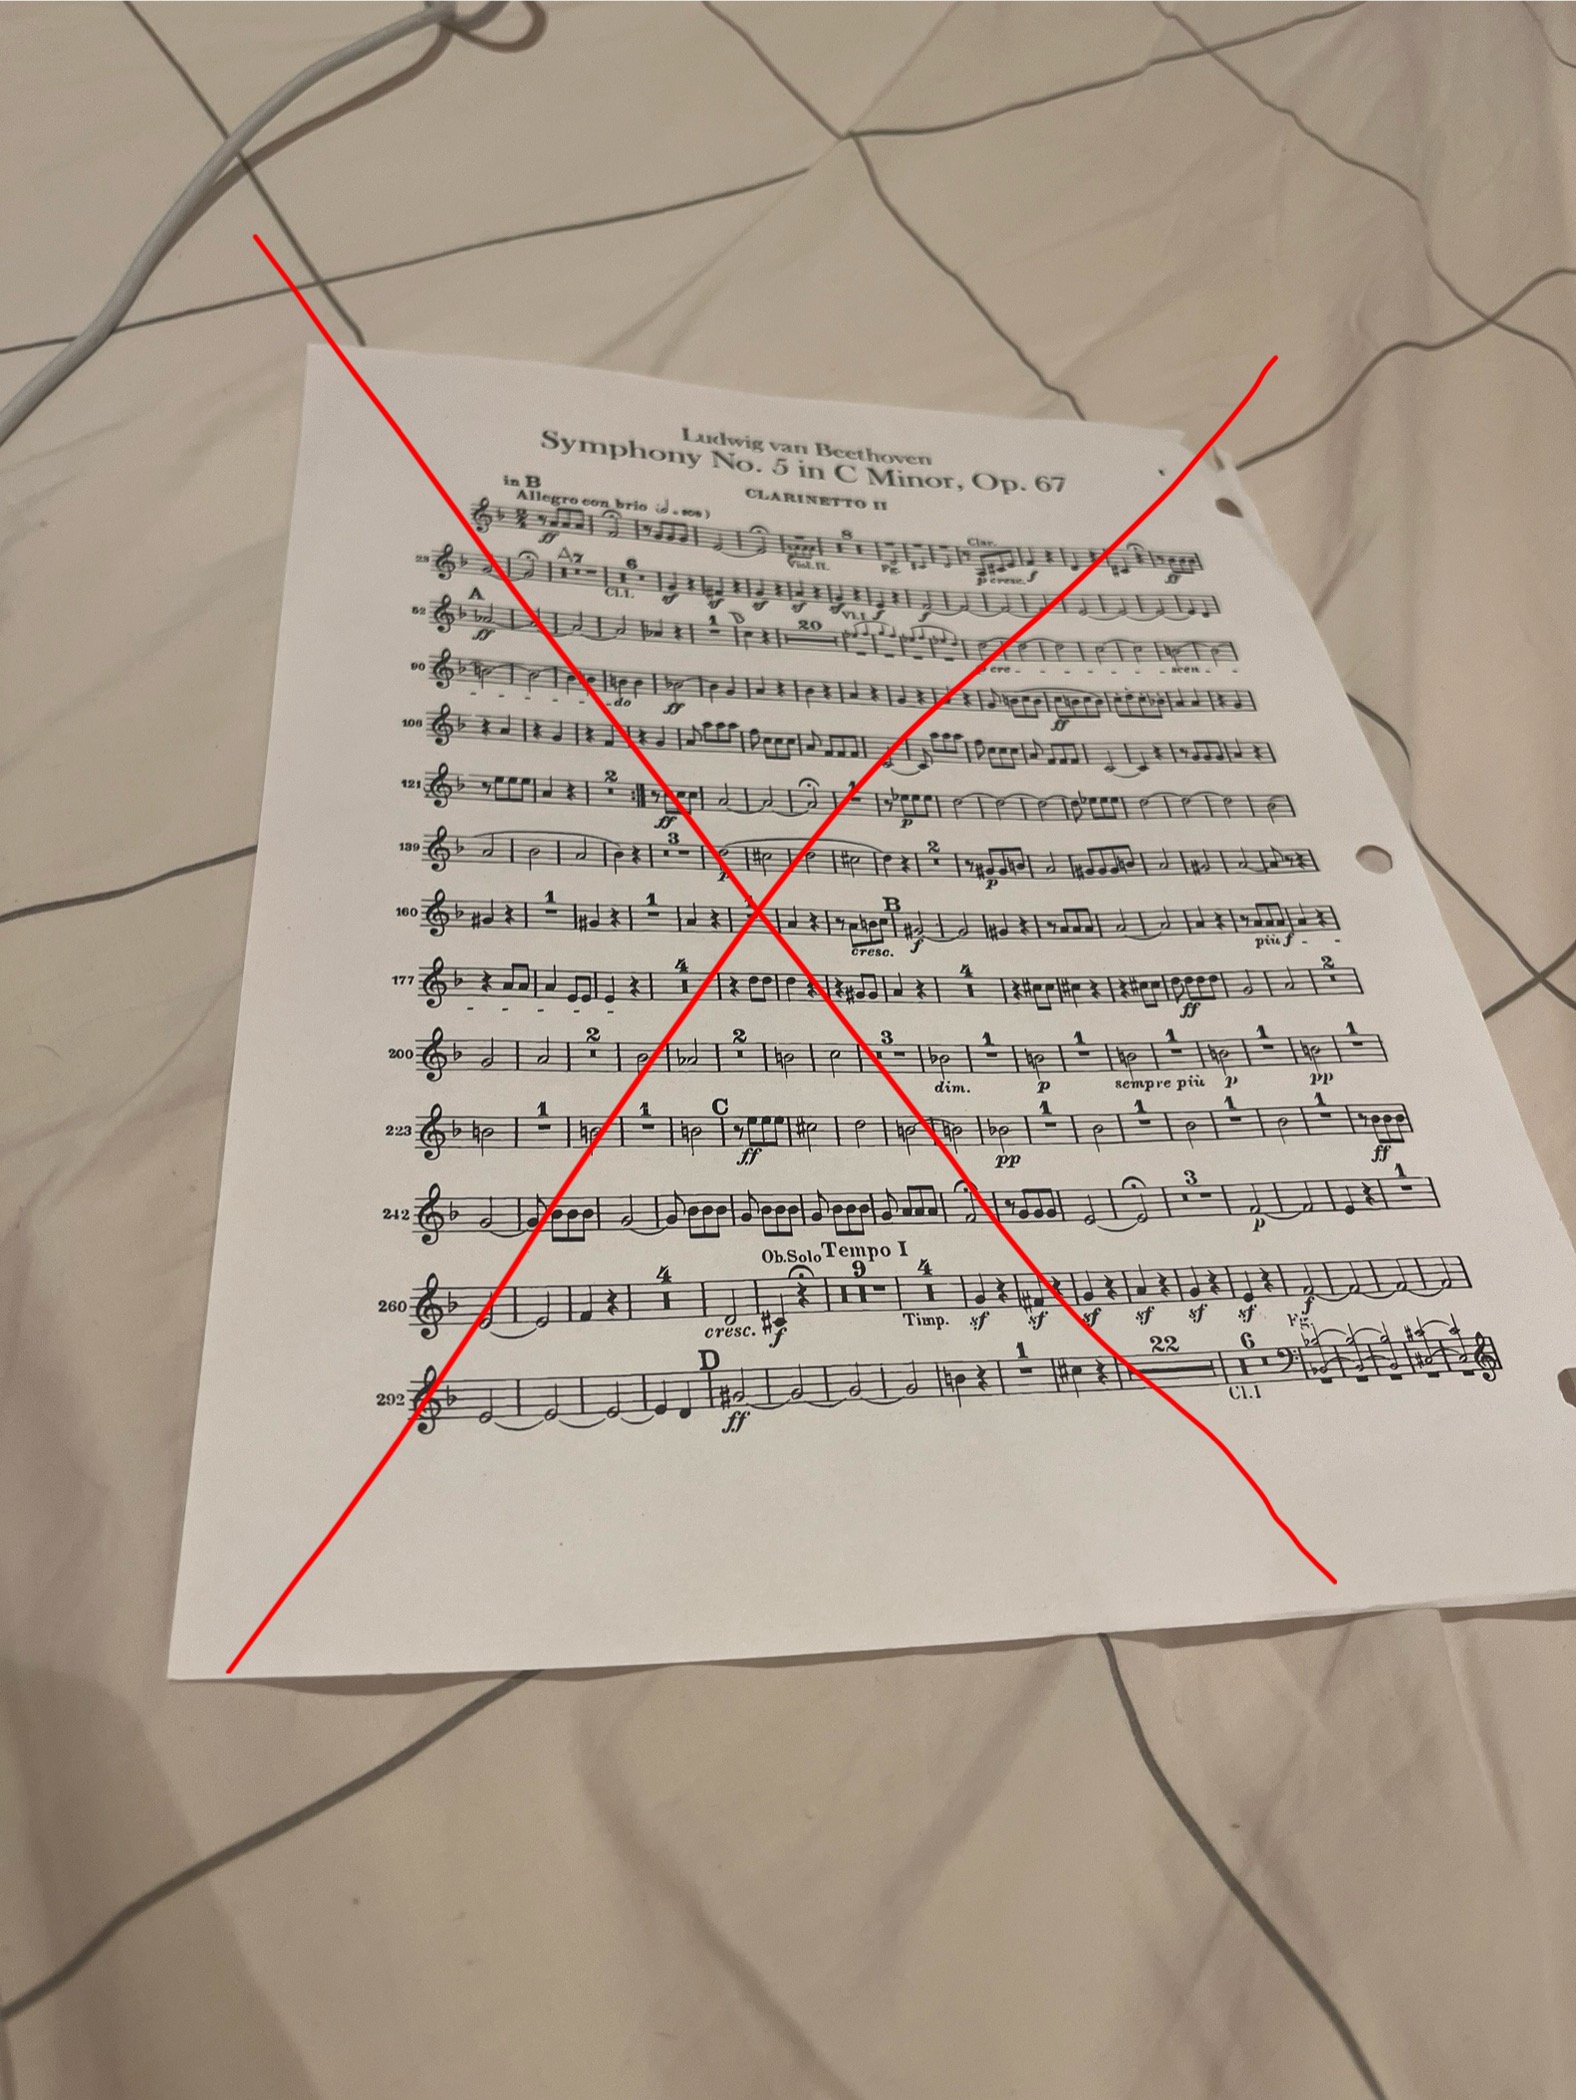 Ludwig van Beethoven
Symphony No. 5 in C Minor, Op. 67
CLARINETTO II
in B
Allegro con brio
ff
8
Viol. II.
Fg.
Clar.
p cresc.
f
ff
7
6
Cl.I.
sf sf sf sf sf f f
52 A
ff
1
20
Vl.I
cre - - - - - scen - -
90
- - - - - do
ff
ff
106
121
2
ff
1
p
139
3
p
2
p
160
1 1 1
cresc.
B
f
più f - -
177
- - - - -
4
4
ff
2
200
2 2 3
dim.
1
p
1
sempre più
1
p
1
pp
1
223
1 1
C
ff
pp
1 1 1 1
ff
242
3
p
1
260
4
cresc.
f
Ob.Solo Tempo I
9
4
Timp.
sf sf sf sf sf sf f
Fg.
292
D
ff
1
22
6
Cl.I